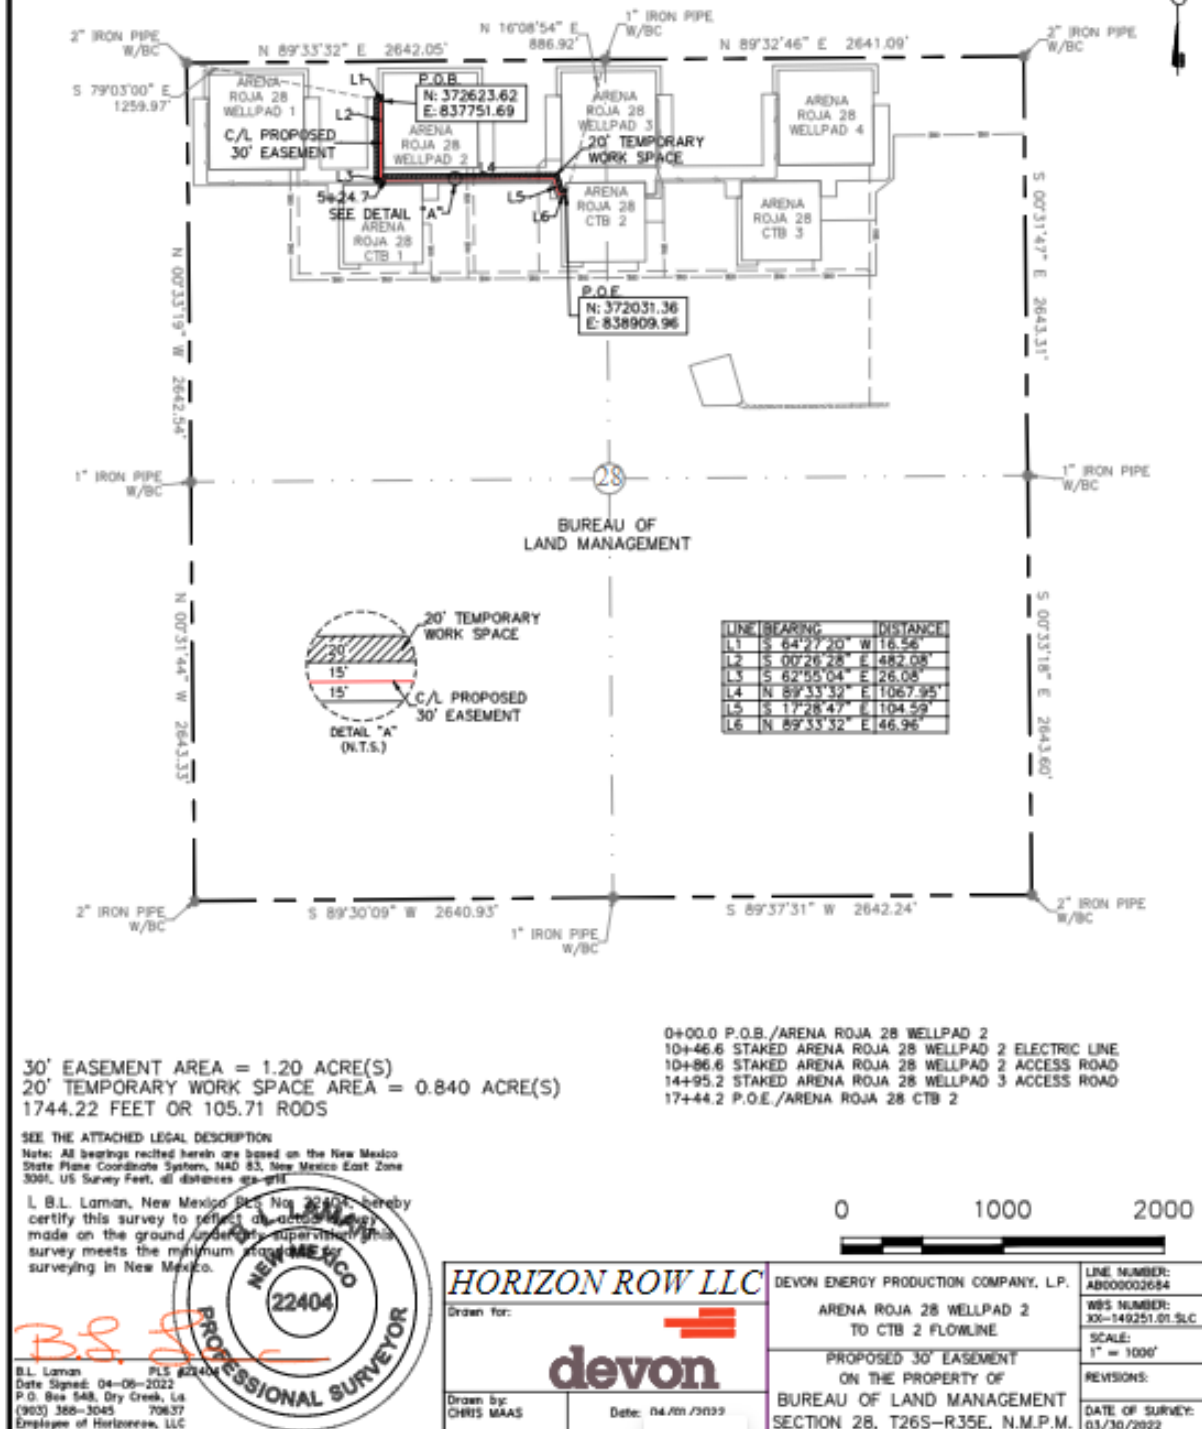 2" IRON PIPE
W/BC
N 89°33'32" E 2642.05'
N 16°08'54" E
886.92'
1" IRON PIPE
W/BC
N 89°32'46" E 2641.09'
2" IRON PIPE
W/BC
S 79°03'00" E
1259.97'
ARENA
ROJA 28
WELLPAD 1
L1
P.O.B.
N: 372623.62
E: 837751.69
L2
C/L PROPOSED
30' EASEMENT
ARENA
ROJA 28
WELLPAD 2
ARENA
ROJA 28
WELLPAD 3
ARENA
ROJA 28
WELLPAD 4
20' TEMPORARY
WORK SPACE
L3
L4
5+24.7
SEE DETAIL "A"
L5
L6
ARENA
ROJA 28
CTB 1
ARENA
ROJA 28
CTB 2
ARENA
ROJA 28
CTB 3
P.O.E.
N: 372031.36
E: 838909.96
N 00°33'19" W 2642.54'
S 00°31'47" E 2643.31'
1" IRON PIPE
W/BC
28
1" IRON PIPE
W/BC
BUREAU OF
LAND MANAGEMENT
N 00°31'44" W 2643.33'
S 00°33'18" E 2643.60'
20'
15'
15'
20' TEMPORARY
WORK SPACE
C/L PROPOSED
30' EASEMENT
DETAIL "A"
(N.T.S.)
LINE BEARING DISTANCE
L1 S 64°27'20" W 16.56'
L2 S 00°26'28" E 482.08'
L3 S 62°55'04" E 26.08'
L4 N 89°33'32" E 1067.95'
L5 S 17°28'47" E 104.59'
L6 N 89°33'32" E 46.96'
2" IRON PIPE
W/BC
S 89°30'09" W 2640.93'
1" IRON PIPE
W/BC
S 89°37'31" W 2642.24'
2" IRON PIPE
W/BC
0+00.0 P.O.B./ARENA ROJA 28 WELLPAD 2
10+46.6 STAKED ARENA ROJA 28 WELLPAD 2 ELECTRIC LINE
10+86.6 STAKED ARENA ROJA 28 WELLPAD 2 ACCESS ROAD
14+95.2 STAKED ARENA ROJA 28 WELLPAD 3 ACCESS ROAD
17+44.2 P.O.E./ARENA ROJA 28 CTB 2
30' EASEMENT AREA = 1.20 ACRE(S)
20' TEMPORARY WORK SPACE AREA = 0.840 ACRE(S)
1744.22 FEET OR 105.71 RODS
SEE THE ATTACHED LEGAL DESCRIPTION
Note: All bearings recited herein are based on the New Mexico
State Plane Coordinate System, NAD 83, New Mexico East Zone
3001, US Survey Feet, all distances are grid.
I, B.L. Laman, New Mexico PLS No. 22404, hereby
certify this survey to reflect an actual survey
made on the ground under my supervision, this
survey meets the minimum standards for
surveying in New Mexico.
B. L. LAMAN
NEW MEXICO
22404
PROFESSIONAL SURVEYOR
B.L. Laman PLS #22404
Date Signed: 04-06-2022
P.O. Box 548, Dry Creek, La
(903) 388-3045 70637
Employee of Horizonrow, LLC
0 1000 2000
HORIZON ROW LLC
Drawn for:
devon
Drawn by:
CHRIS MAAS
Date: 04/01/2022
DEVON ENERGY PRODUCTION COMPANY, L.P.
ARENA ROJA 28 WELLPAD 2
TO CTB 2 FLOWLINE
PROPOSED 30' EASEMENT
ON THE PROPERTY OF
BUREAU OF LAND MANAGEMENT
SECTION 28, T26S-R35E, N.M.P.M.
LINE NUMBER:
AB000002684
WBS NUMBER:
XX-149251.01.SLC
SCALE:
1" = 1000'
REVISIONS:
DATE OF SURVEY:
03/30/2022